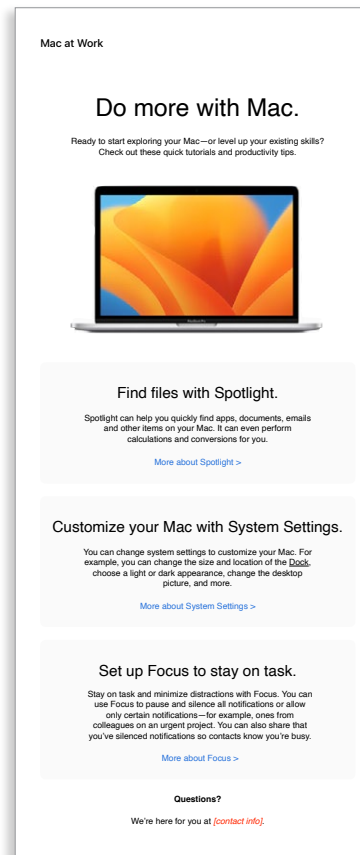 Mac at Work
Do more with Mac.
Ready to start exploring your Mac—or level up your existing skills?
Check out these quick tutorials and productivity tips.
MacBook Pro
Find files with Spotlight.
Spotlight can help you quickly find apps, documents, emails
and other items on your Mac. It can even perform
calculations and conversions for you.
More about Spotlight >
Customize your Mac with System Settings.
You can change system settings to customize your Mac. For
example, you can change the size and location of the Dock,
choose a light or dark appearance, change the desktop
picture, and more.
More about System Settings >
Set up Focus to stay on task.
Stay on task and minimize distractions with Focus. You can
use Focus to pause and silence all notifications or allow
only certain notifications—for example, ones from
colleagues on an urgent project. You can also share that
you’ve silenced notifications so contacts know you’re busy.
More about Focus >
Questions?
We’re here for you at [contact info].